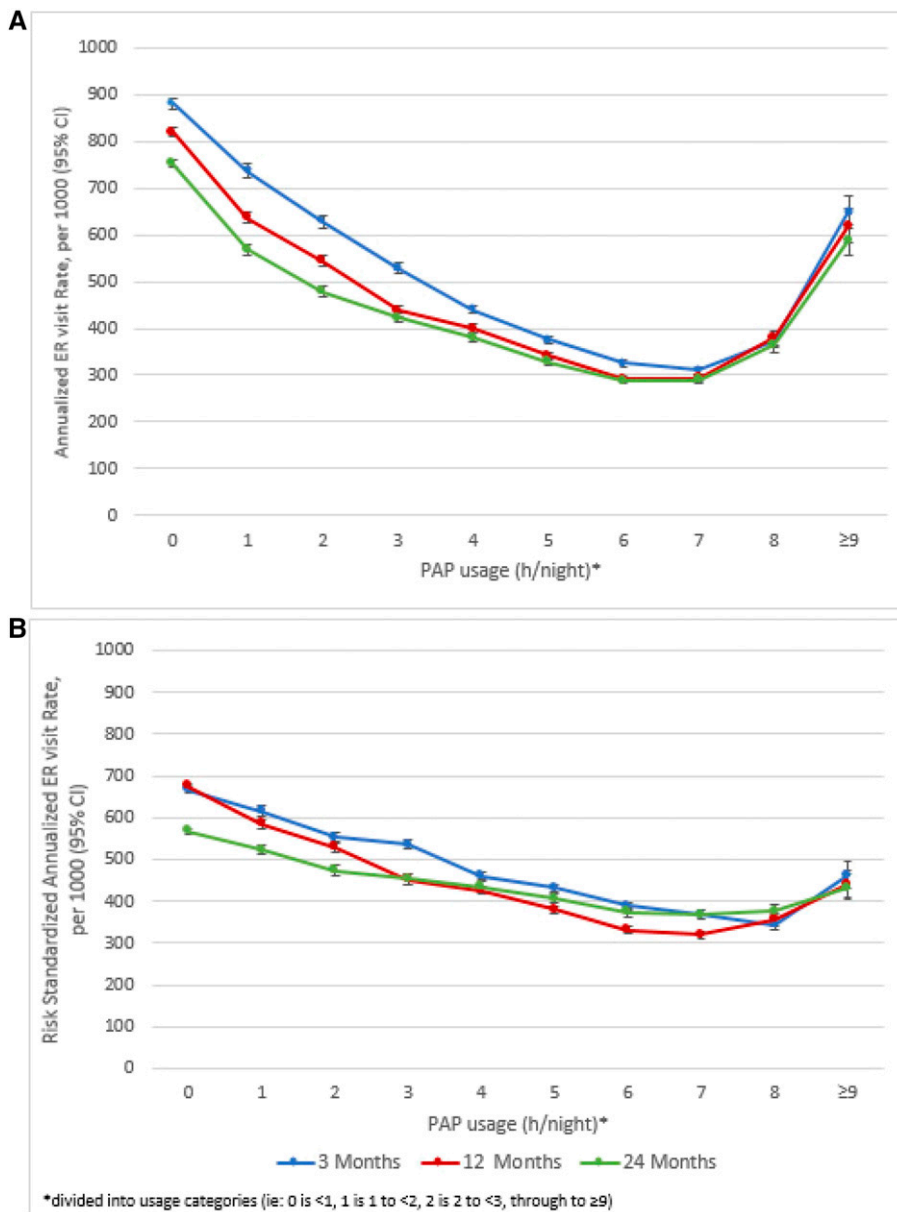 A
Annualized ER visit Rate, per 1000 (95% CI)
1000
900
800
700
600
500
400
300
200
100
0
0 1 2 3 4 5 6 7 8 ≥9
PAP usage (h/night)*
B
Risk Standardized Annualized ER visit Rate,
per 1000 (95% CI)
1000
900
800
700
600
500
400
300
200
100
0
0 1 2 3 4 5 6 7 8 ≥9
PAP usage (h/night)*
3 Months 12 Months 24 Months
*divided into usage categories (ie: 0 is <1, 1 is 1 to <2, 2 is 2 to <3, through to ≥9)